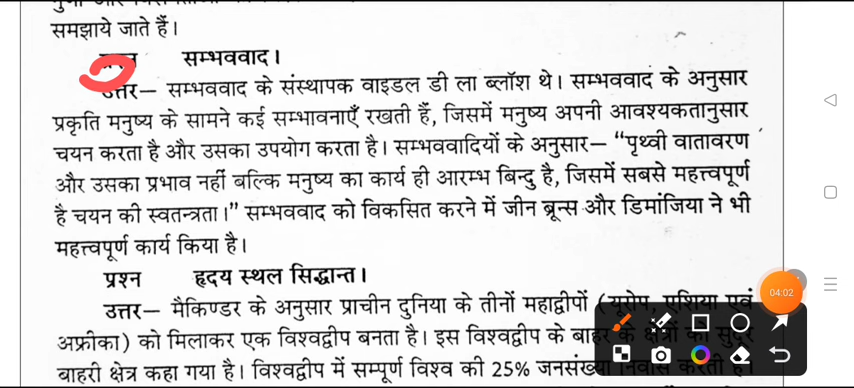 समझाये जाते हैं।
सम्भववाद।
उत्तर— सम्भववाद के संस्थापक वाइडल डी ला ब्लॉश थे। सम्भववाद के अनुसार
प्रकृति मनुष्य के सामने कई सम्भावनाएँ रखती हैं, जिसमें मनुष्य अपनी आवश्यकतानुसार
चयन करता है और उसका उपयोग करता है। सम्भववादियों के अनुसार– “पृथ्वी वातावरण
और उसका प्रभाव नहीं बल्कि मनुष्य का कार्य ही आरम्भ बिन्दु है, जिसमें सबसे महत्त्वपूर्ण
है चयन की स्वतन्त्रता।” सम्भववाद को विकसित करने में जीन ब्रून्स और डिमांजिया ने भी
महत्त्वपूर्ण कार्य किया है।
प्रश्न हृदय स्थल सिद्धान्त।
उत्तर— मैकिण्डर के अनुसार प्राचीन दुनिया के तीनों महाद्वीपों (यूरोप, एशिया एवं
अफ्रीका) को मिलाकर एक विश्वद्वीप बनता है। इस विश्वद्वीप के बाहर के क्षेत्रों को सुदूर
बाहरी क्षेत्र कहा गया है। विश्वद्वीप में सम्पूर्ण विश्व की 25% जनसंख्या निवास करती है।
04:02